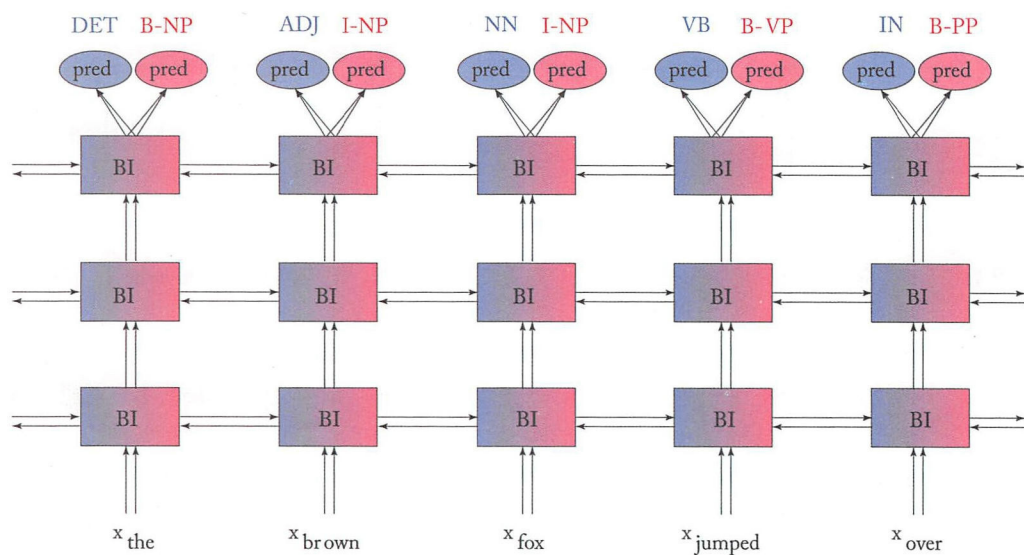 DET B-NP ADJ I-NP NN I-NP VB B-VP IN B-PP
pred pred pred pred pred pred pred pred pred pred
BI BI BI BI BI
BI BI BI BI BI
BI BI BI BI BI
x the x brown x fox x jumped x over